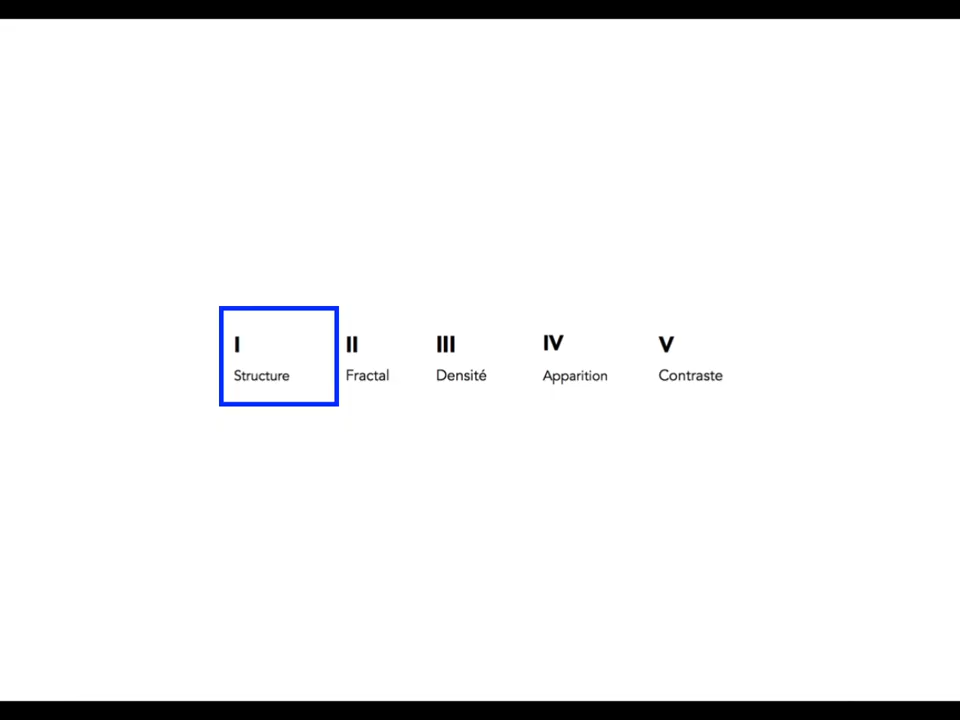 I II III IV V
Structure Fractal Densité Apparition Contraste